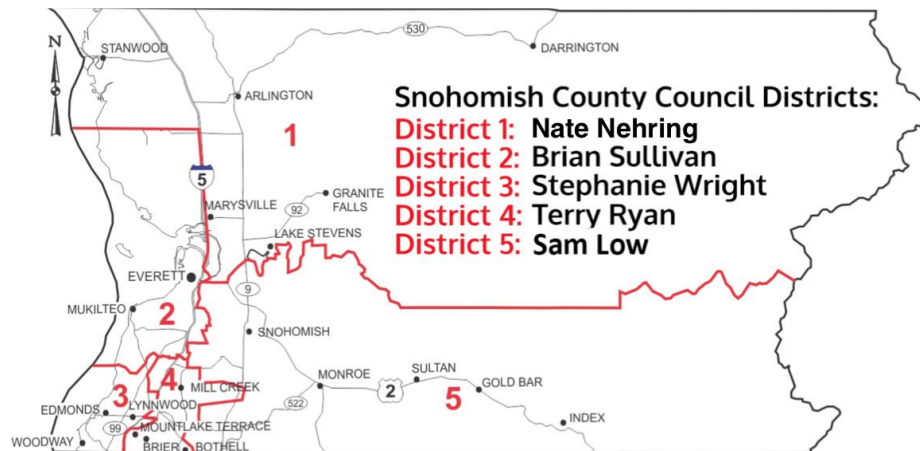 N
530
STANWOOD
DARRINGTON
ARLINGTON
Snohomish County Council Districts:
District 1: Nate Nehring
District 2: Brian Sullivan
District 3: Stephanie Wright
District 4: Terry Ryan
District 5: Sam Low
1
5
MARYSVILLE
92
GRANITE
FALLS
LAKE STEVENS
EVERETT
9
MUKILTEO
2
SNOHOMISH
MONROE
SULTAN
4
MILL CREEK
2
5
GOLD BAR
3
EDMONDS
LYNNWOOD
522
INDEX
99
MOUNTLAKE TERRACE
WOODWAY
BRIER
BOTHELL